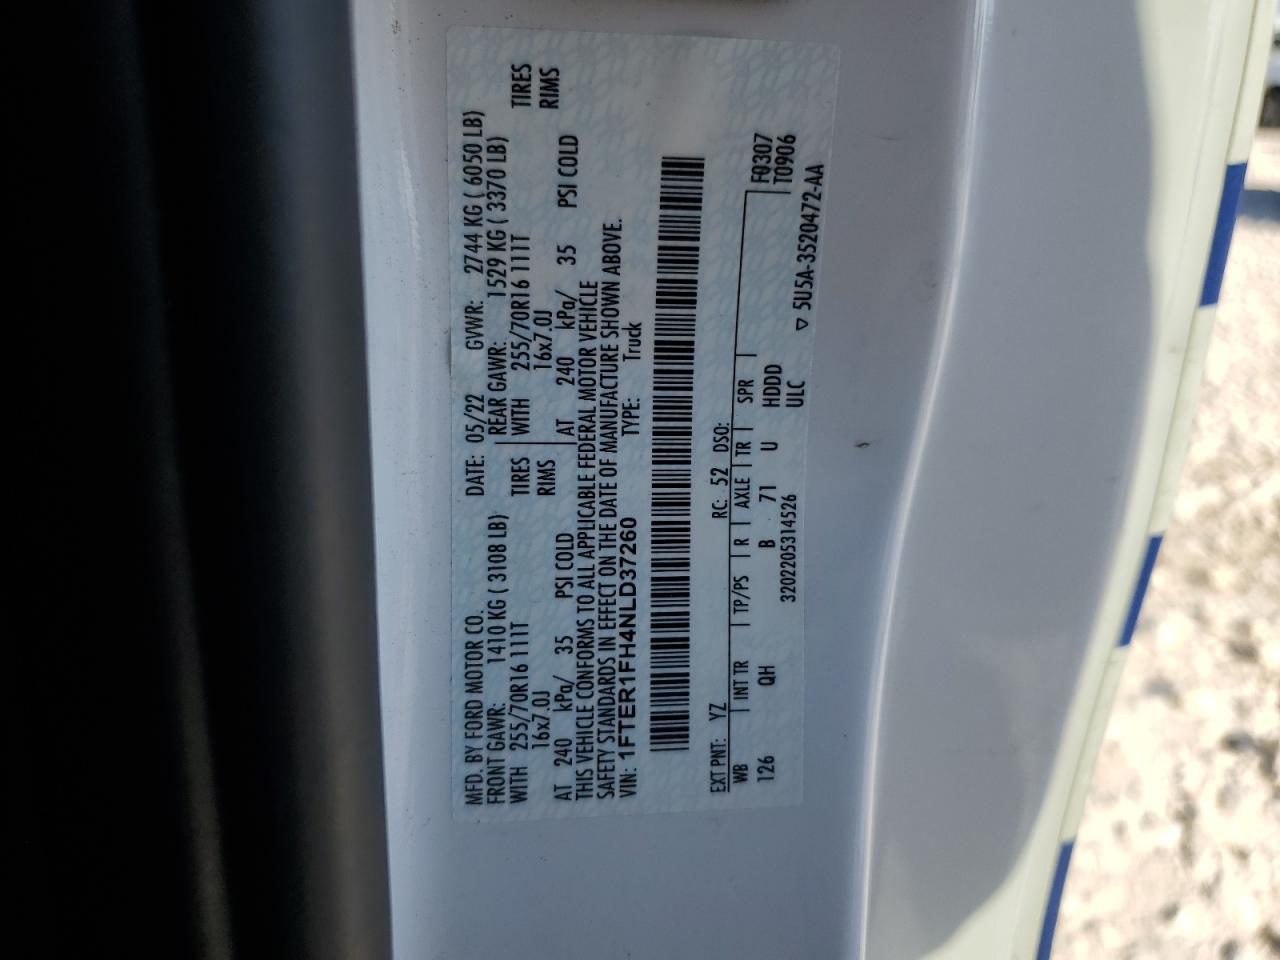 MFD. BY FORD MOTOR CO. DATE: 05/22 GVWR: 2744 KG ( 6050 LB)
FRONT GAWR: 1410 KG ( 3108 LB) REAR GAWR: 1529 KG ( 3370 LB)
WITH 255/70R16 111T TIRES WITH 255/70R16 111T TIRES
16x7.0J RIMS 16x7.0J RIMS
AT 240 kPa/ 35 PSI COLD AT 240 kPa/ 35 PSI COLD
THIS VEHICLE CONFORMS TO ALL APPLICABLE FEDERAL MOTOR VEHICLE
SAFETY STANDARDS IN EFFECT ON THE DATE OF MANUFACTURE SHOWN ABOVE.
VIN: 1FTER1FH4NLD37260 TYPE: Truck
EXT PNT: YZ RC: 52 DSO: F0307
WB INT TR TP/PS R AXLE TR SPR T0906
126 QH B 71 U HDDD
3202205314526 ULC
▽ 5U5A-3520472-AA